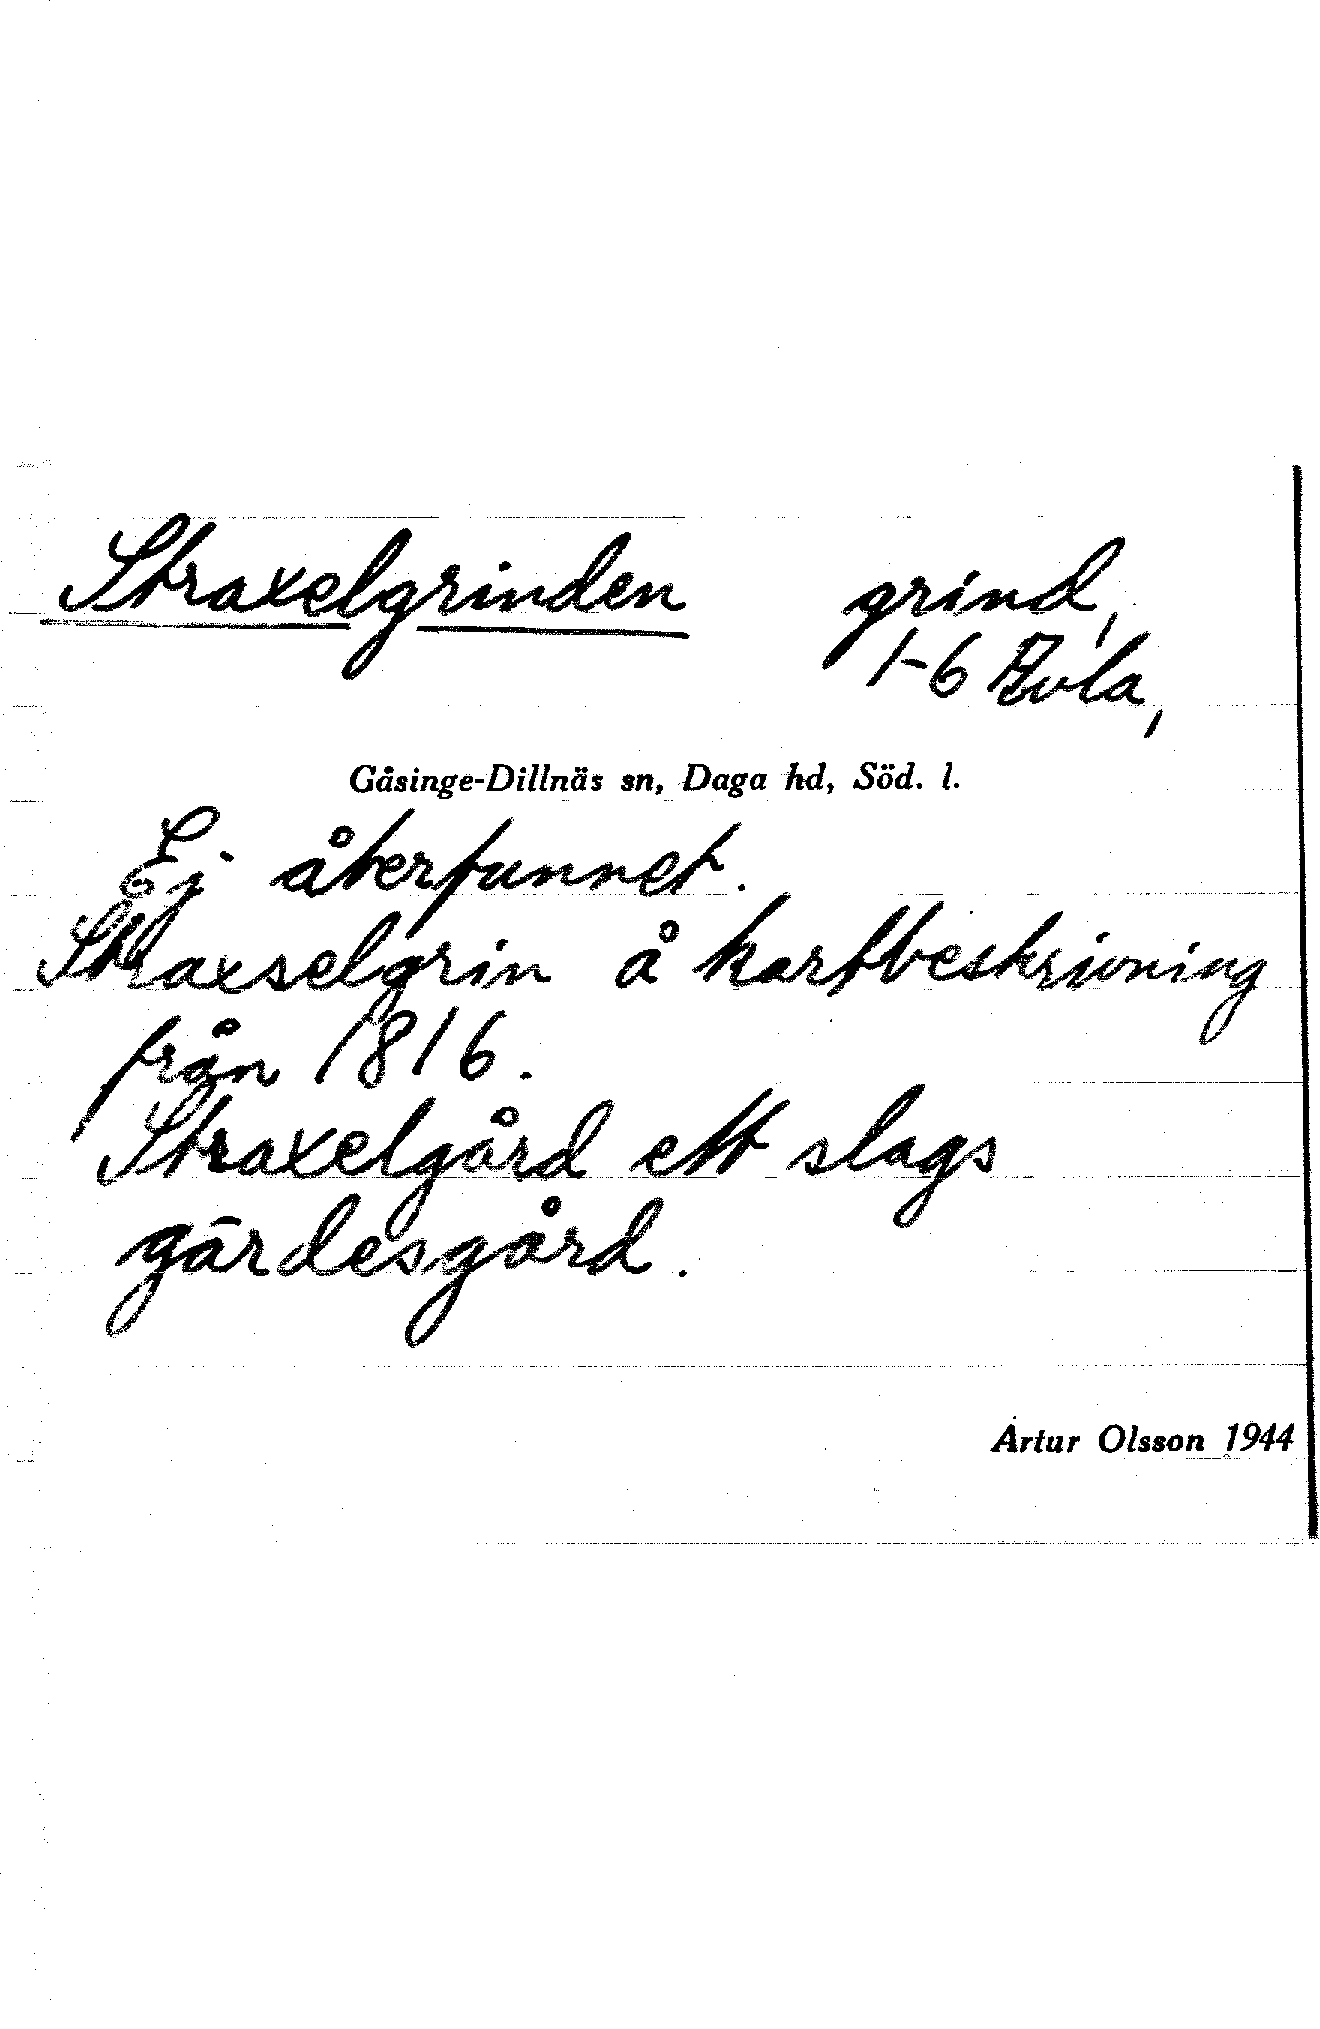 Straxelgrinden grind,
1-6
Gåsinge-Dillnäs sn, Daga hd, Söd. l.
Ej återfunnet.
Straxselgrin å kartbeskrivning
från 1816.
Straxelgård ett slags
gärdesgård.
Artur Olsson 1944